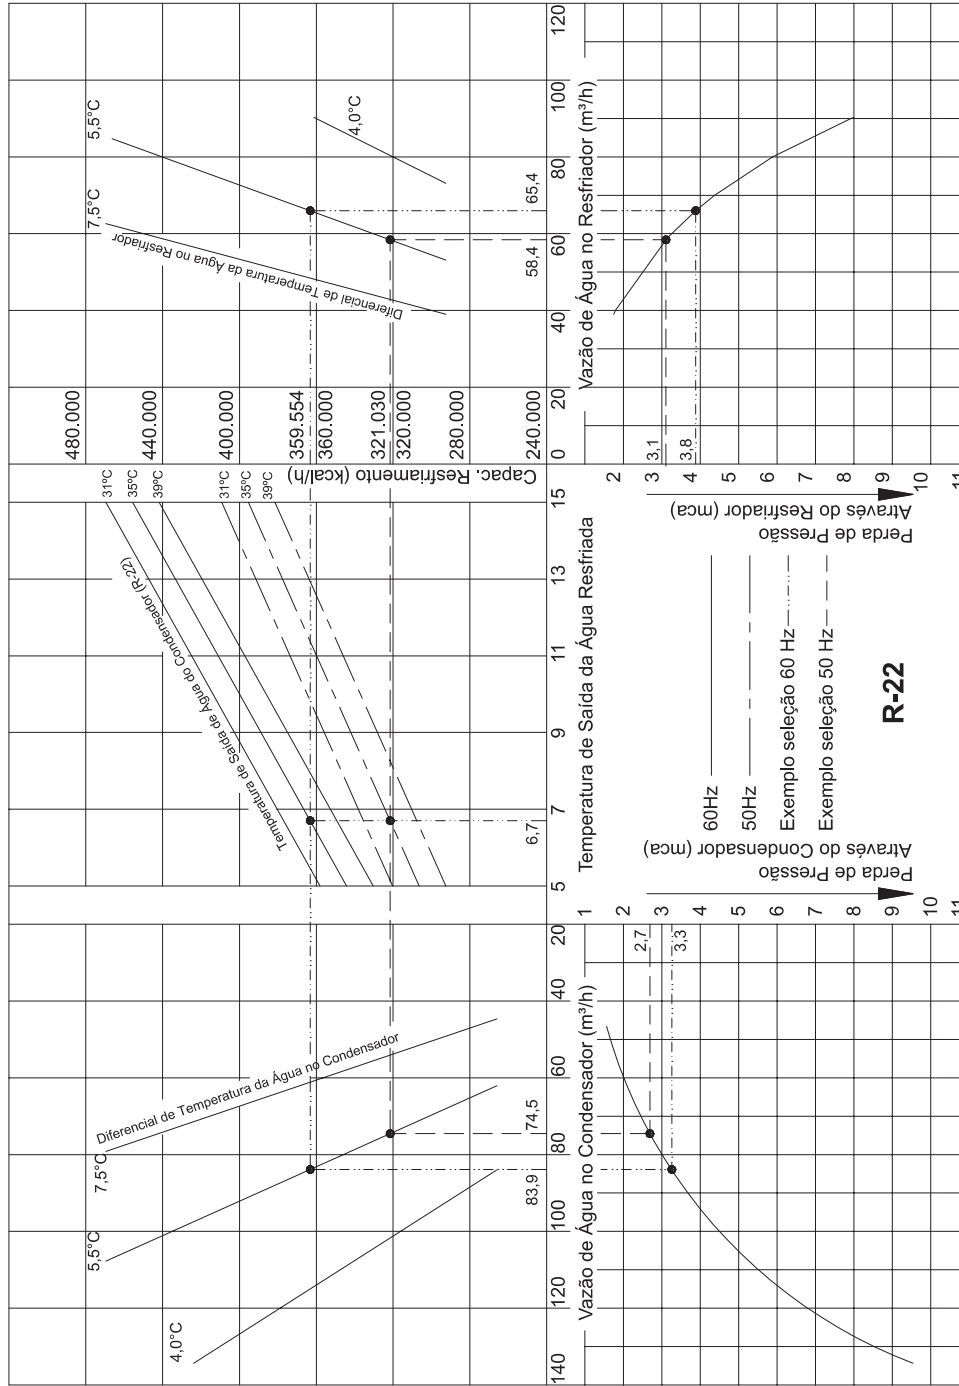 480.000
440.000
400.000
359.554
360.000
321.030
320.000
280.000
240.000
Capac. Resfriamento (kcal/h)
7,5°C
5,5°C
4,0°C
Diferencial de Temperatura da Água no Condensador
140
120
100
80
60
40
20
83,9
74,5
Vazão de Água no Condensador (m³/h)
31°C
35°C
39ºC
31°C
35°C
39ºC
Temperatura de Saída de Água do Condensador (R-22)
5
7
9
11
13
15
6,7
Temperatura de Saída da Água Resfriada
7,5°C
5,5°C
4,0°C
Diferencial de Temperatura da Água no Resfriador
0
20
40
60
80
100
120
58,4
65,4
Vazão de Água no Resfriador (m³/h)
1
2
3
4
5
6
7
8
9
10
11
2,7
3,3
Perda de Pressão
Através do Condensador (mca)
60Hz
50Hz
Exemplo seleção 60 Hz
Exemplo seleção 50 Hz
R-22
Perda de Pressão
Através do Resfriador (mca)
2
3,1
3
3,8
4
5
6
7
8
9
10
11